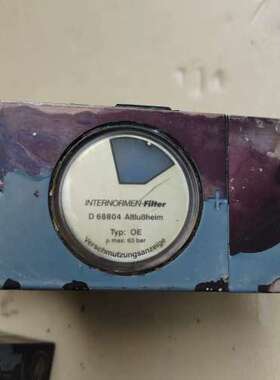 INTERNORMEN-Filter
D 68804 Altlußheim
Typ: OE
p max. 63 bar
Verschmutzungsanzeige